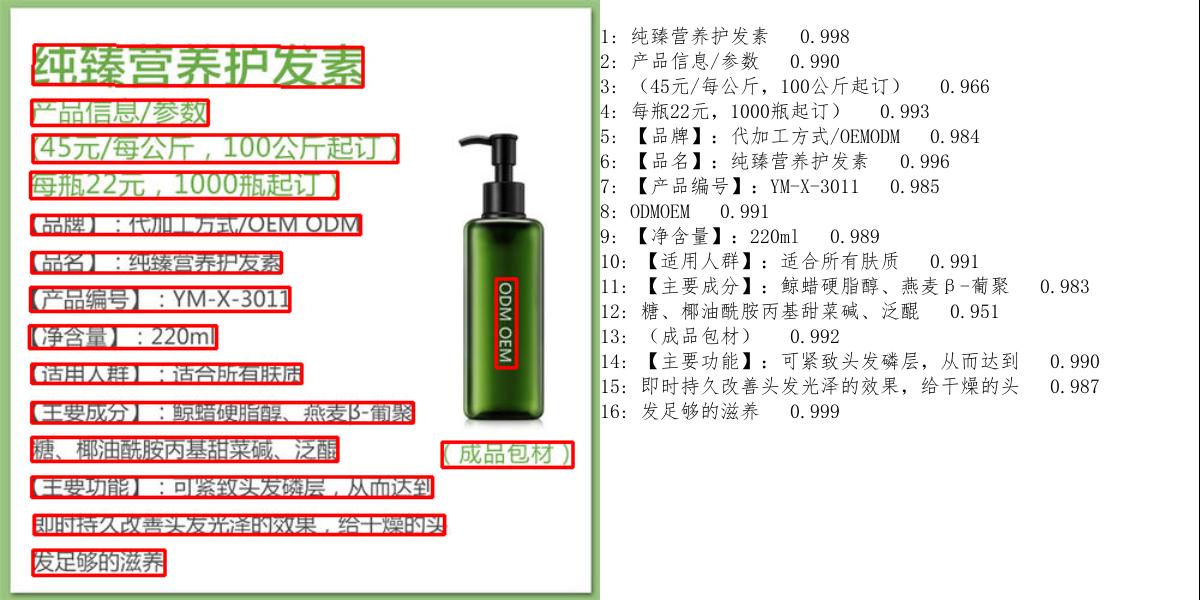 纯臻营养护发素
产品信息/参数
（45元/每公斤，100公斤起订）
每瓶22元，1000瓶起订）
【品牌】：代加工方式/OEM ODM
【品名】：纯臻营养护发素
【产品编号】：YM-X-3011
【净含量】：220ml
【适用人群】：适合所有肤质
【主要成分】：鲸蜡硬脂醇、燕麦β-葡聚
糖、椰油酰胺丙基甜菜碱、泛醌
【主要功能】：可紧致头发磷层，从而达到
即时持久改善头发光泽的效果，给干燥的头
发足够的滋养
ODM OEM
（成品包材）
1: 纯臻营养护发素 0.998
2: 产品信息/参数 0.990
3: （45元/每公斤，100公斤起订） 0.966
4: 每瓶22元，1000瓶起订） 0.993
5: 【品牌】：代加工方式/OEMODM 0.984
6: 【品名】：纯臻营养护发素 0.996
7: 【产品编号】：YM-X-3011 0.985
8: ODMOEM 0.991
9: 【净含量】：220ml 0.989
10: 【适用人群】：适合所有肤质 0.991
11: 【主要成分】：鲸蜡硬脂醇、燕麦β-葡聚 0.983
12: 糖、椰油酰胺丙基甜菜碱、泛醌 0.951
13: （成品包材） 0.992
14: 【主要功能】：可紧致头发磷层，从而达到 0.990
15: 即时持久改善头发光泽的效果，给干燥的头 0.987
16: 发足够的滋养 0.999